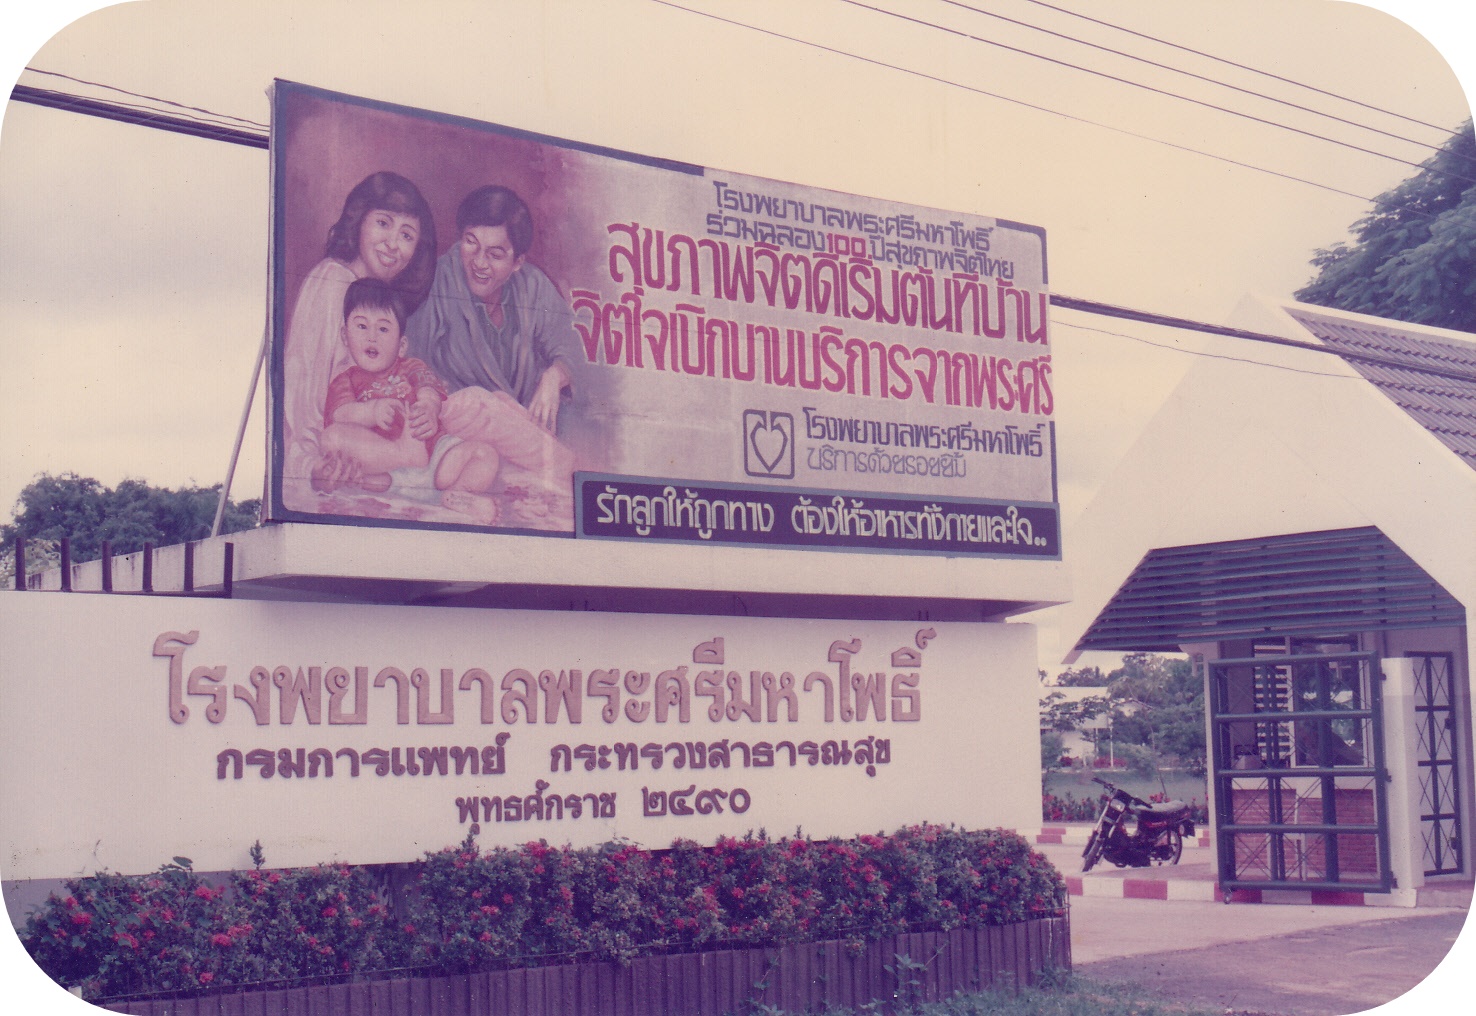 โรงพยาบาลพระศรีมหาโพธิ์
ร่วมฉลอง100ปีสุขภาพจิตไทย
สุขภาพจิตดีเริ่มต้นที่บ้าน
จิตใจเบิกบานบริการจากพระศรี
โรงพยาบาลพระศรีมหาโพธิ์
บริการด้วยรอยยิ้ม
รักลูกให้ถูกทาง ต้องให้อาหารทั้งกายและใจ..
โรงพยาบาลพระศรีมหาโพธิ์
กรมการแพทย์ กระทรวงสาธารณสุข
พุทธศักราช ๒๔๙๐